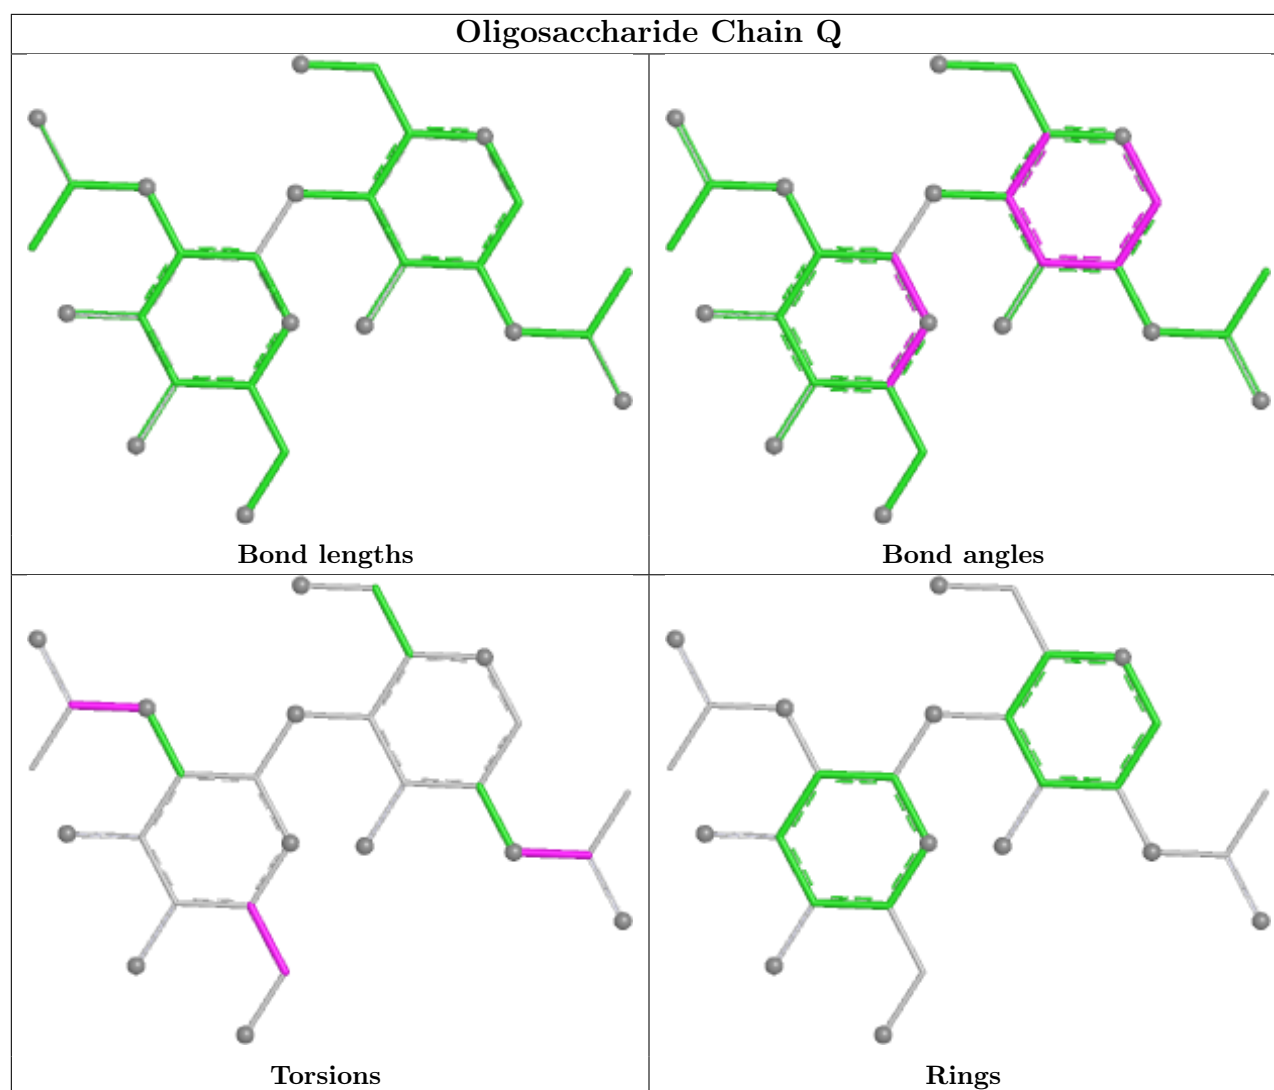 Oligosaccharide Chain Q
Bond lengths
Bond angles
Torsions
Rings